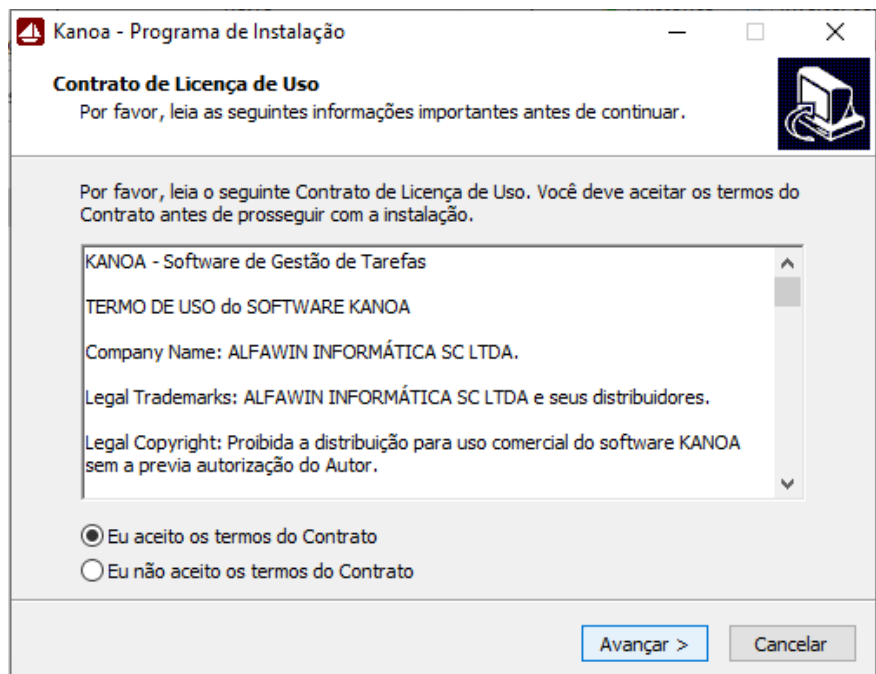 Kanoa - Programa de Instalação
Contrato de Licença de Uso
Por favor, leia as seguintes informações importantes antes de continuar.
Por favor, leia o seguinte Contrato de Licença de Uso. Você deve aceitar os termos do
Contrato antes de prosseguir com a instalação.
KANOA - Software de Gestão de Tarefas
TERMO DE USO do SOFTWARE KANOA
Company Name: ALFAWIN INFORMÁTICA SC LTDA.
Legal Trademarks: ALFAWIN INFORMÁTICA SC LTDA e seus distribuidores.
Legal Copyright: Proibida a distribuição para uso comercial do software KANOA
sem a previa autorização do Autor.
Eu aceito os termos do Contrato
Eu não aceito os termos do Contrato
Avançar >
Cancelar